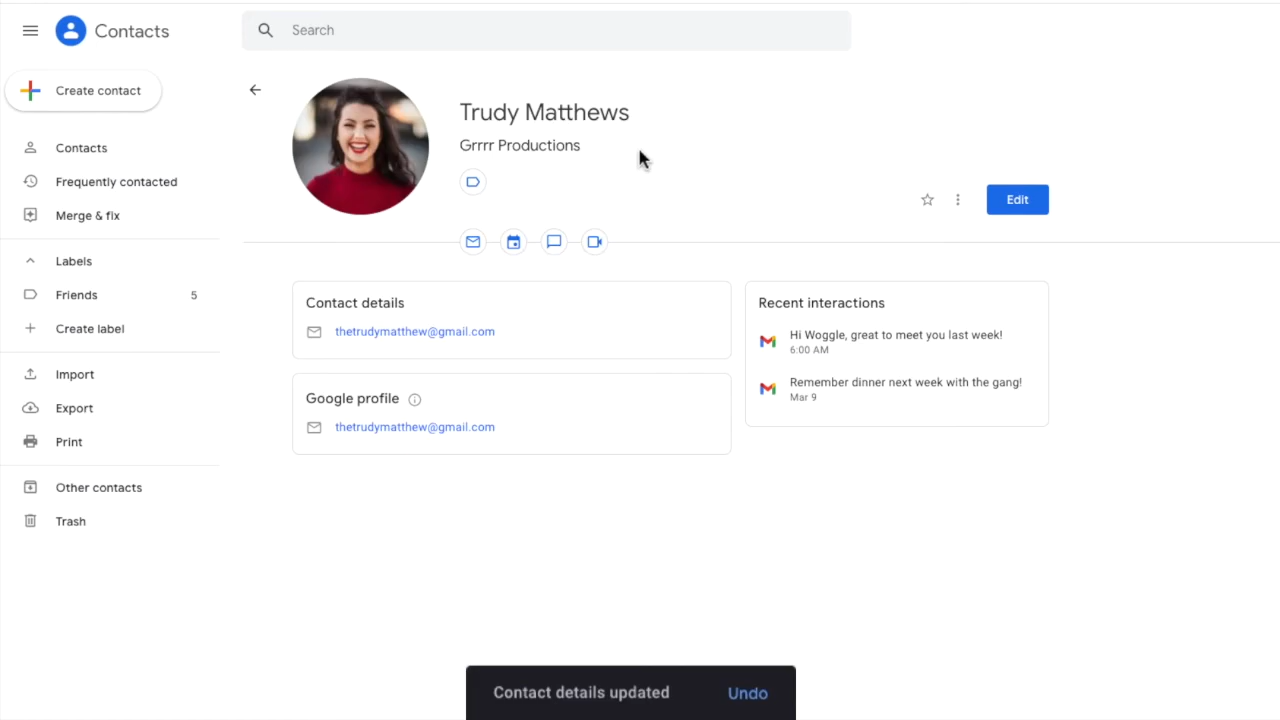 Contacts
Search
Create contact
Contacts
Frequently contacted
Merge & fix
Labels
Friends 5
Create label
Import
Export
Print
Other contacts
Trash
Trudy Matthews
Grrrr Productions
Edit
Contact details
thetrudymatthew@gmail.com
Google profile
thetrudymatthew@gmail.com
Recent interactions
Hi Woggle, great to meet you last week!
6:00 AM
Remember dinner next week with the gang!
Mar 9
Contact details updated Undo